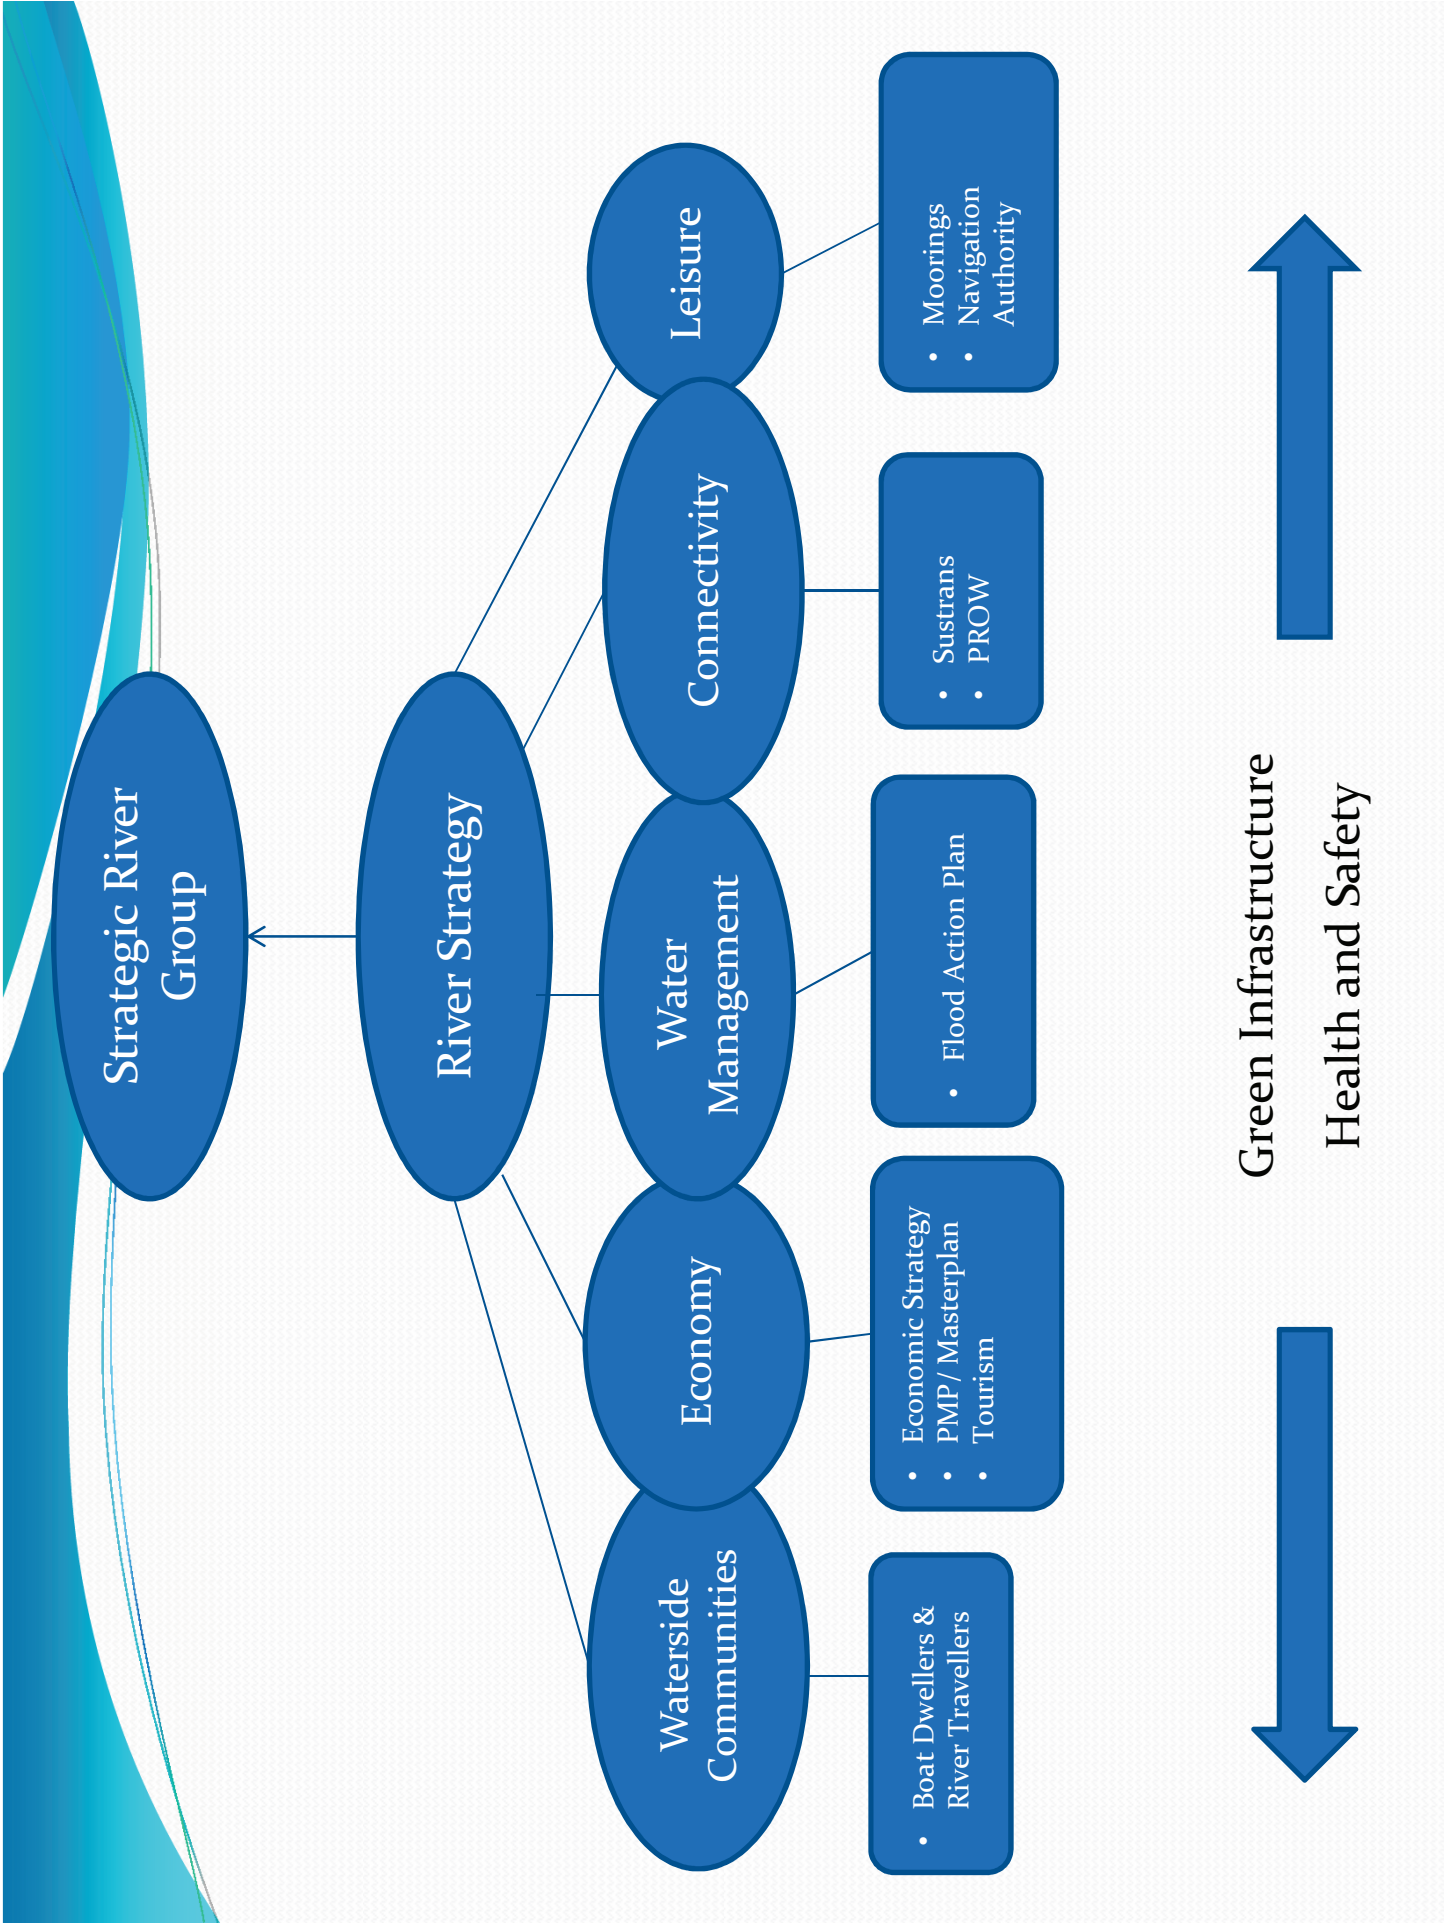 Strategic River
Group
River Strategy
Waterside
Communities
Economy
Water
Management
Connectivity
Leisure
• Boat Dwellers &
River Travellers
• Economic Strategy
• PMP/ Masterplan
• Tourism
• Flood Action Plan
• Sustrans
• PROW
• Moorings
• Navigation
Authority
Green Infrastructure
Health and Safety